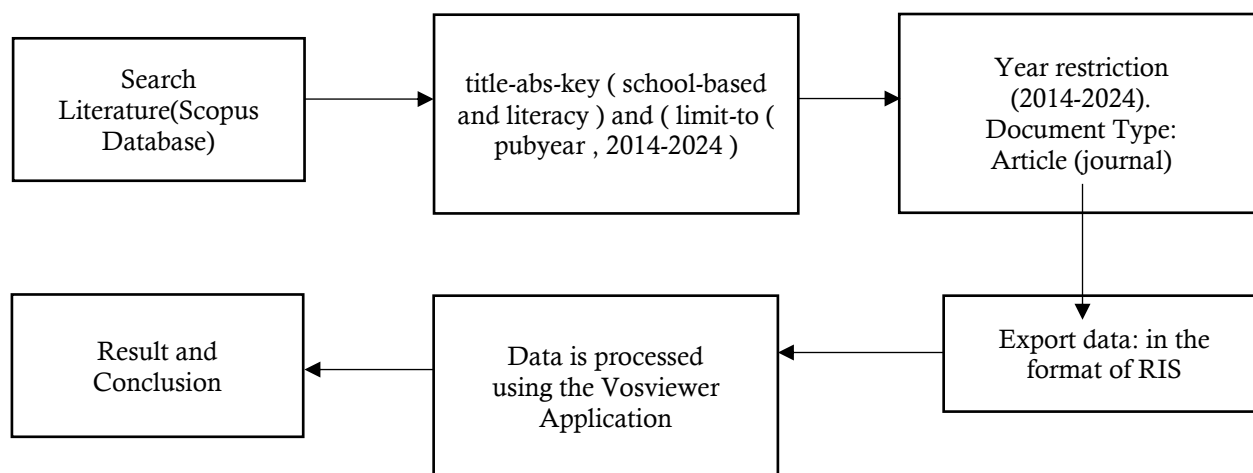 Search
Literature(Scopus
Database)
title-abs-key ( school-based
and literacy ) and ( limit-to (
pubyear , 2014-2024 )
Year restriction
(2014-2024).
Document Type:
Article (journal)
Export data: in the
format of RIS
Data is processed
using the Vosviewer
Application
Result and
Conclusion